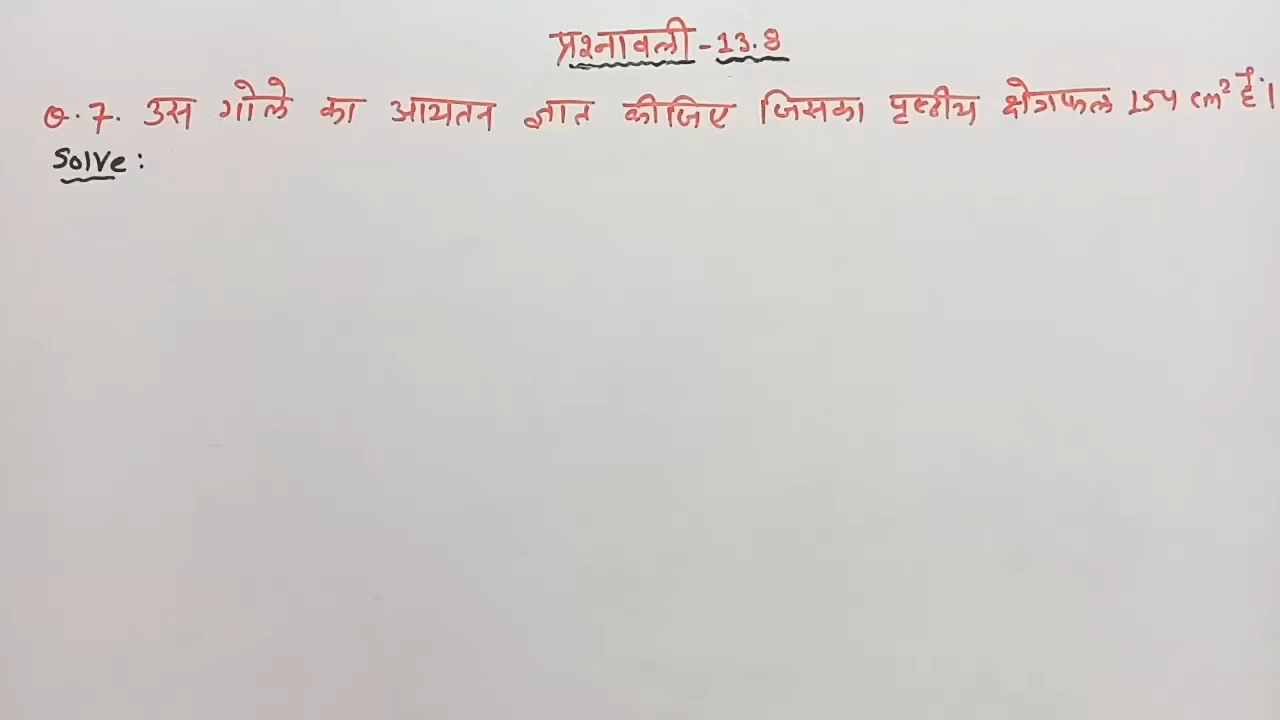 प्रश्नावली - 13.8
Q. 7. उस गोले का आयतन ज्ञात कीजिए जिसका पृष्ठीय क्षेत्रफल 154 cm² है।
Solve :